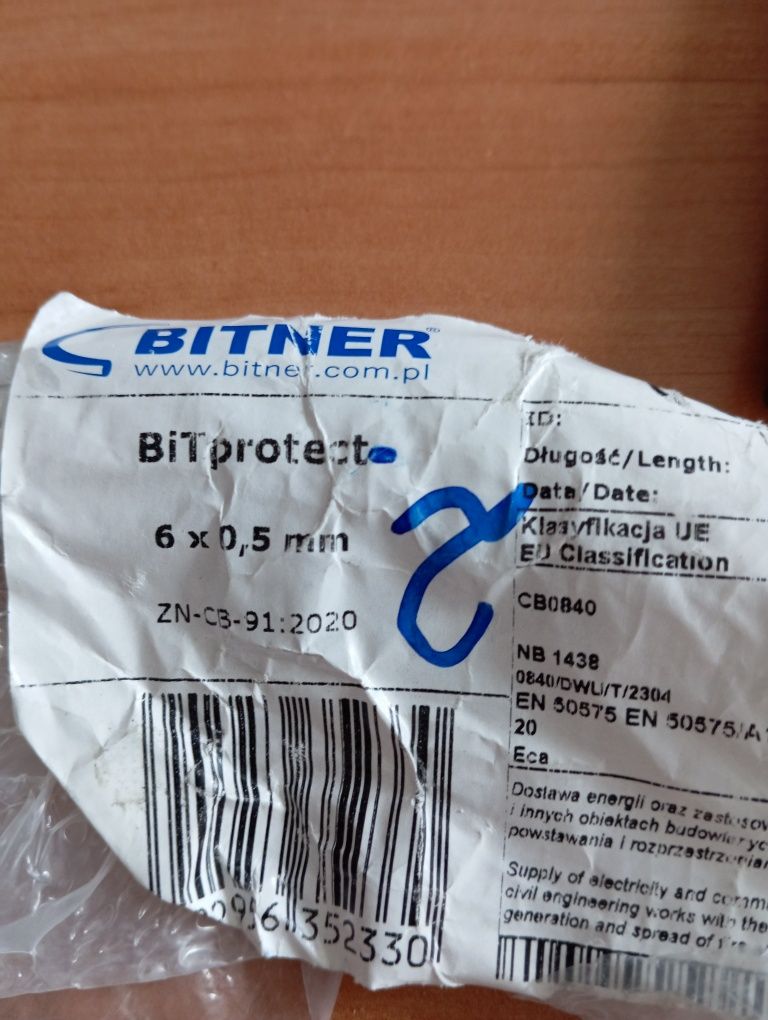 BITNER®
www.bitner.com.pl
BiTprotect
6 x 0,5 mm
ZN-CB-91:2020
2956352330
ID:
Długość/Length:
Data/Date:
Klasyfikacja UE
EU Classification
CB0840
NB 1438
0840/DWU/T/2304
EN 50575 EN 50575/A
20
Eca
Dostawa energii oraz
i innych obiektach
powstawania i
Supply of electricity and
civil engineering works with the
generation and spread of